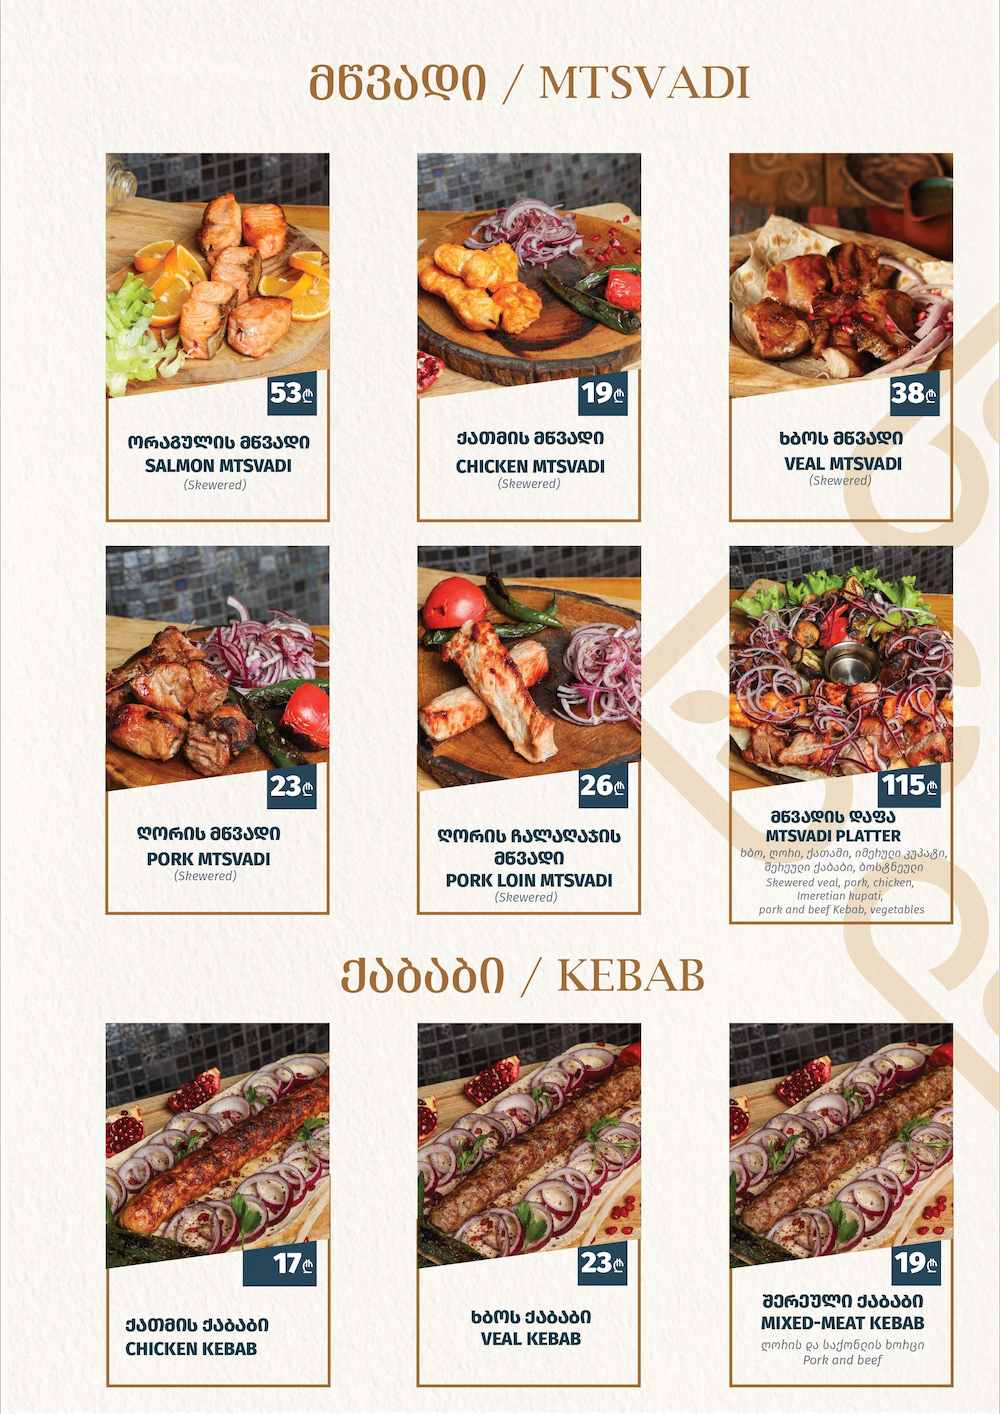 მწვადი / MTSVADI
53₾
ორაგულის მწვადი
SALMON MTSVADI
(Skewered)
19₾
ქათმის მწვადი
CHICKEN MTSVADI
(Skewered)
38₾
ხბოს მწვადი
VEAL MTSVADI
(Skewered)
23₾
ღორის მწვადი
PORK MTSVADI
(Skewered)
26₾
ღორის ჩალაღაჯის
მწვადი
PORK LOIN MTSVADI
(Skewered)
115₾
მწვადის დაფა
MTSVADI PLATTER
ხბო, ღორი, ქათამი, იმერული კუპატი,
შერეული ქაბაბი, ბოსტნეული
Skewered veal, pork, chicken,
Imeretian kupati,
pork and beef Kebab, vegetables
ქაბაბი / KEBAB
17₾
ქათმის ქაბაბი
CHICKEN KEBAB
23₾
ხბოს ქაბაბი
VEAL KEBAB
19₾
შერეული ქაბაბი
MIXED-MEAT KEBAB
ღორის და საქონლის ხორცი
Pork and beef